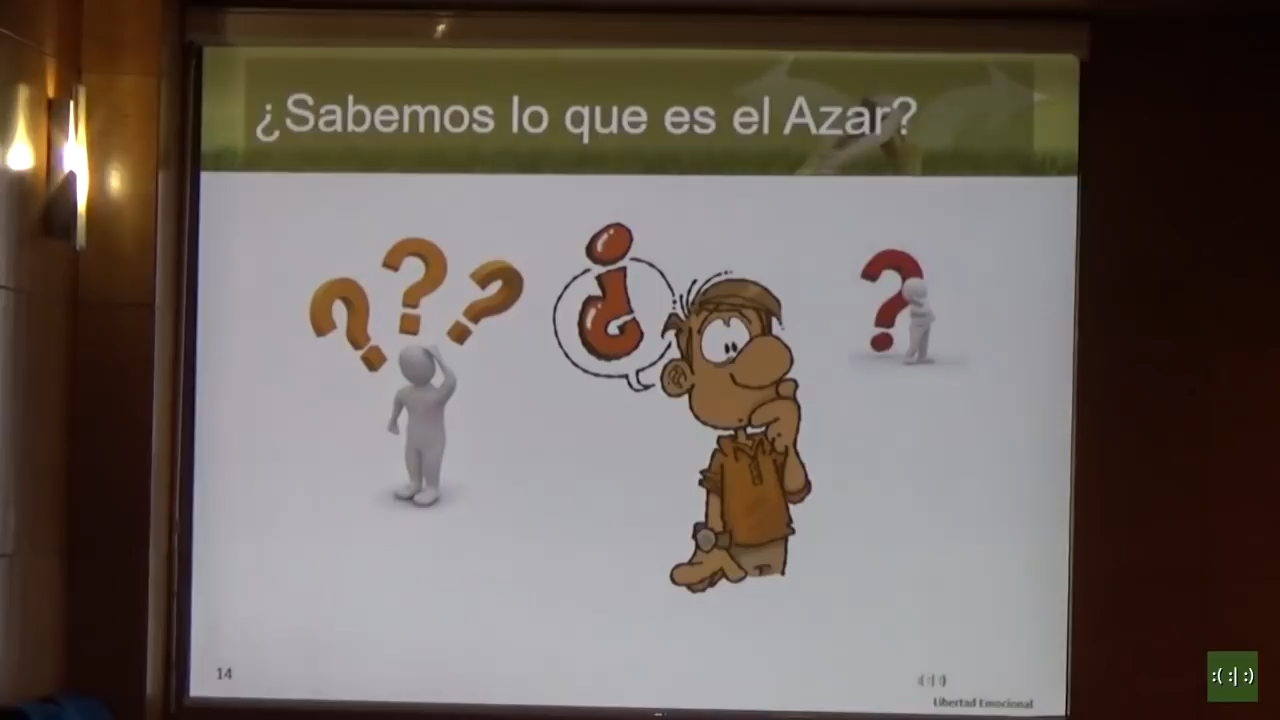 ¿Sabemos lo que es el Azar?
? ? ?
¿
?
14
:( :| :)
Libertad Emocional
:( :| :)